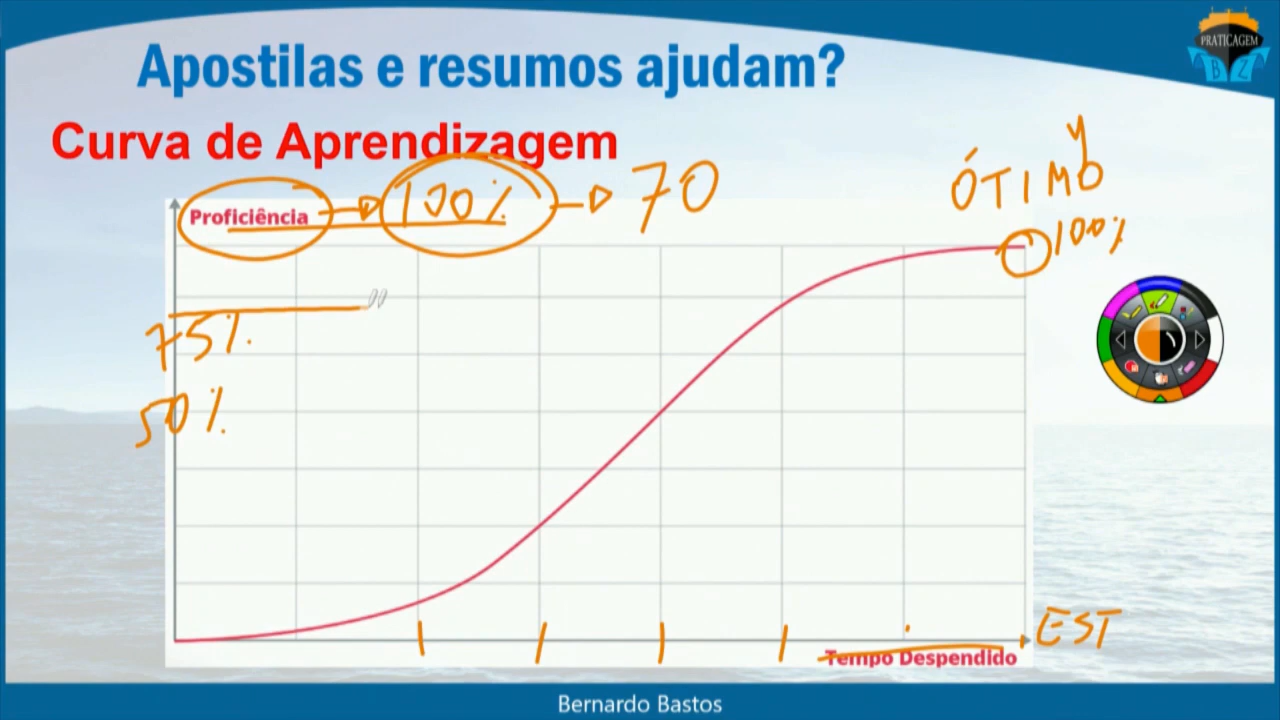 Apostilas e resumos ajudam?
PRATICAGEM
BZ
Curva de Aprendizagem
Proficiência
100%
70
ÓTIMO
100%
75%
50%
EST
Tempo Despendido
Bernardo Bastos